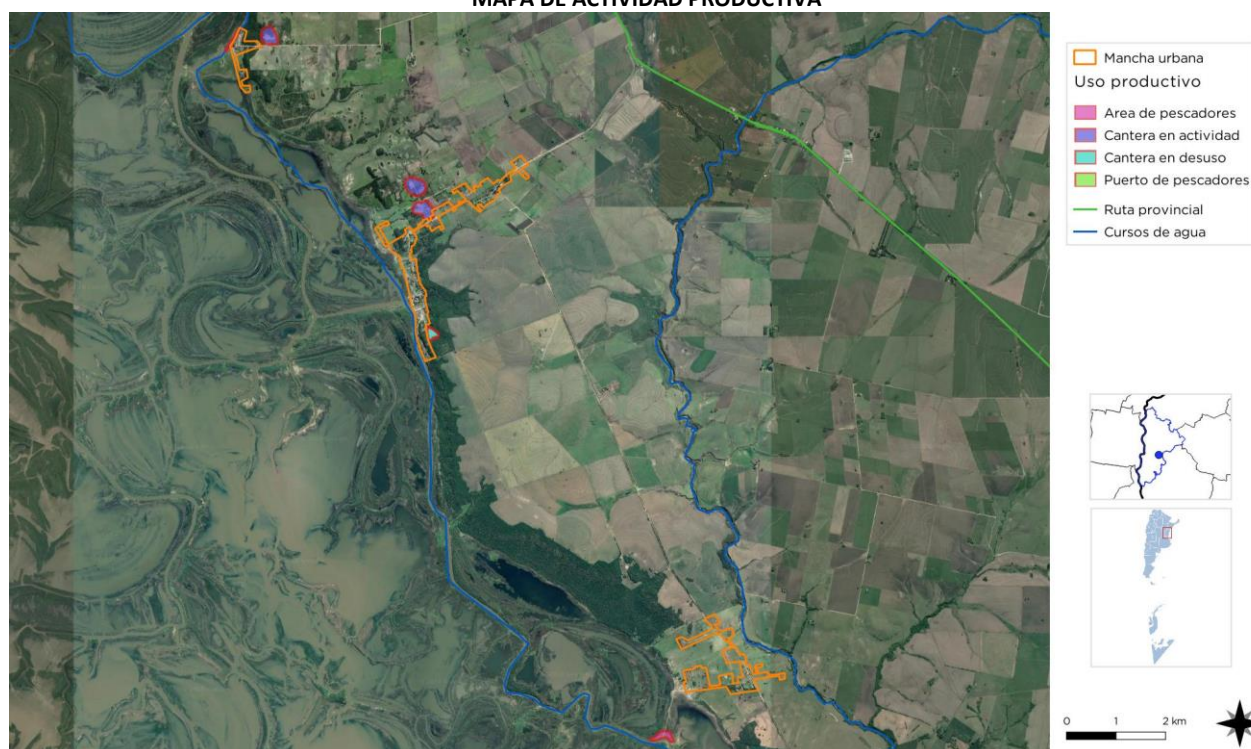 MAPA DE ACTIVIDAD PRODUCTIVA
Mancha urbana
Uso productivo
Area de pescadores
Cantera en actividad
Cantera en desuso
Puerto de pescadores
Ruta provincial
Cursos de agua
0 1 2 km